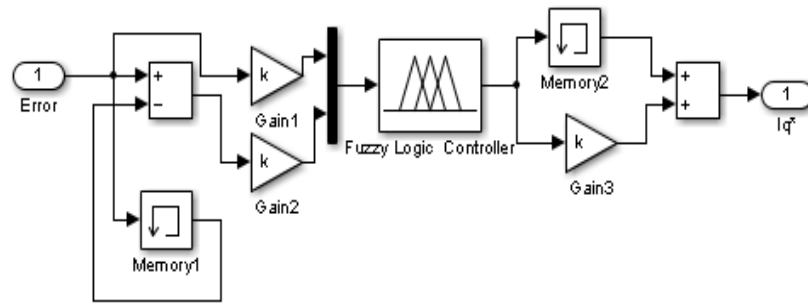 1
Error
+
−
k
Gain1
k
Gain2
Memory1
Fuzzy Logic Controller
Memory2
k
Gain3
+
+
1
Iq*